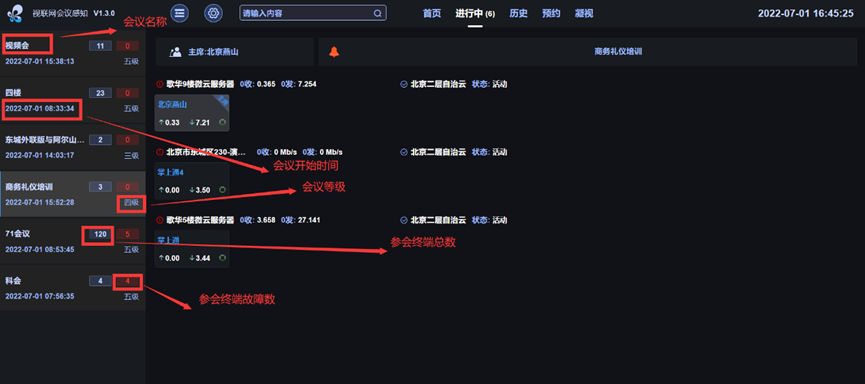 视联网会议感知 V1.3.0
请输入内容
首页 进行中 (6) 历史 预约 凝视
2022-07-01 16:45:25
会议名称
视频会 11 0
2022-07-01 15:38:13 五级
四楼 23 0
2022-07-01 08:33:34 五级
东城外联版与阿尔山... 2 0
2022-07-01 14:03:17 三级
商务礼仪培训 3 0
2022-07-01 15:52:28 四级
71会议 120 5
2022-07-01 08:53:45 五级
科会 4 4
2022-07-01 07:56:35 五级
主席:北京燕山
商务礼仪培训
歌华9楼微云服务器 0收: 0.365 0发: 7.254
北京二层自治云 状态: 活动
北京燕山
0.33 7.21
北京市东城区230-演... 0收: 0 Mb/s 0发: 0 Mb/s
北京二层自治云 状态: 活动
掌上通4
0.00 3.50
歌华5楼微云服务器 0收: 3.658 0发: 27.141
北京二层自治云 状态: 活动
掌上通
0.00 3.44
会议开始时间
会议等级
参会终端总数
参会终端故障数